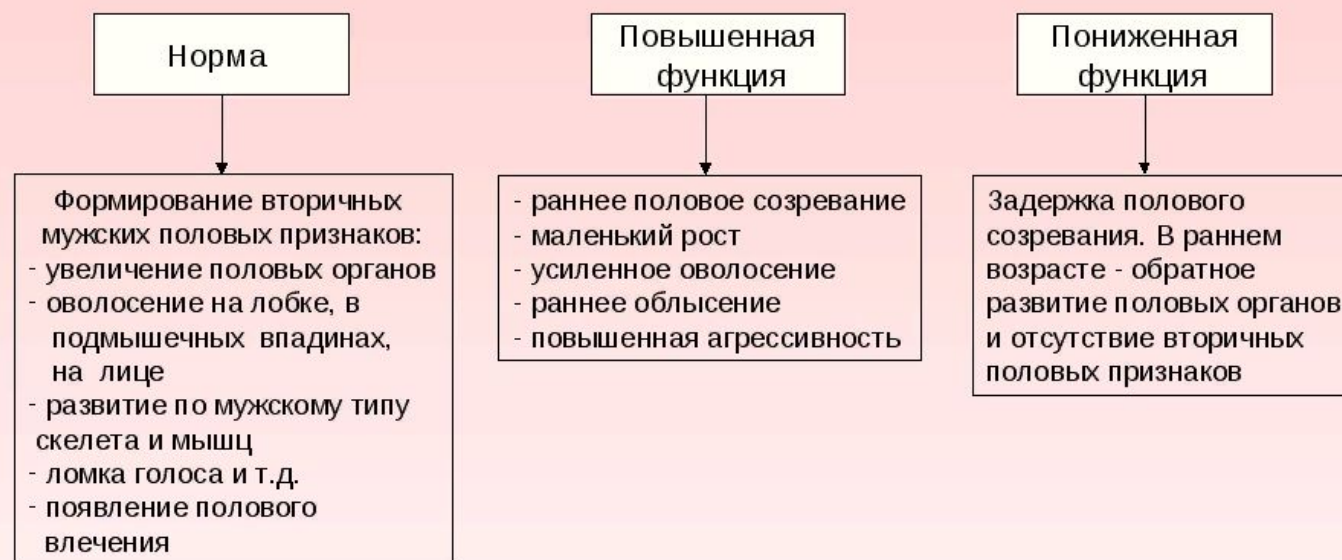 Норма
Формирование вторичных
мужских половых признаков:
- увеличение половых органов
- оволосение на лобке, в
подмышечных впадинах,
на лице
- развитие по мужскому типу
скелета и мышц
- ломка голоса и т.д.
- появление полового
влечения
Повышенная
функция
- раннее половое созревание
- маленький рост
- усиленное оволосение
- раннее облысение
- повышенная агрессивность
Пониженная
функция
Задержка полового
созревания. В раннем
возрасте - обратное
развитие половых органов
и отсутствие вторичных
половых признаков